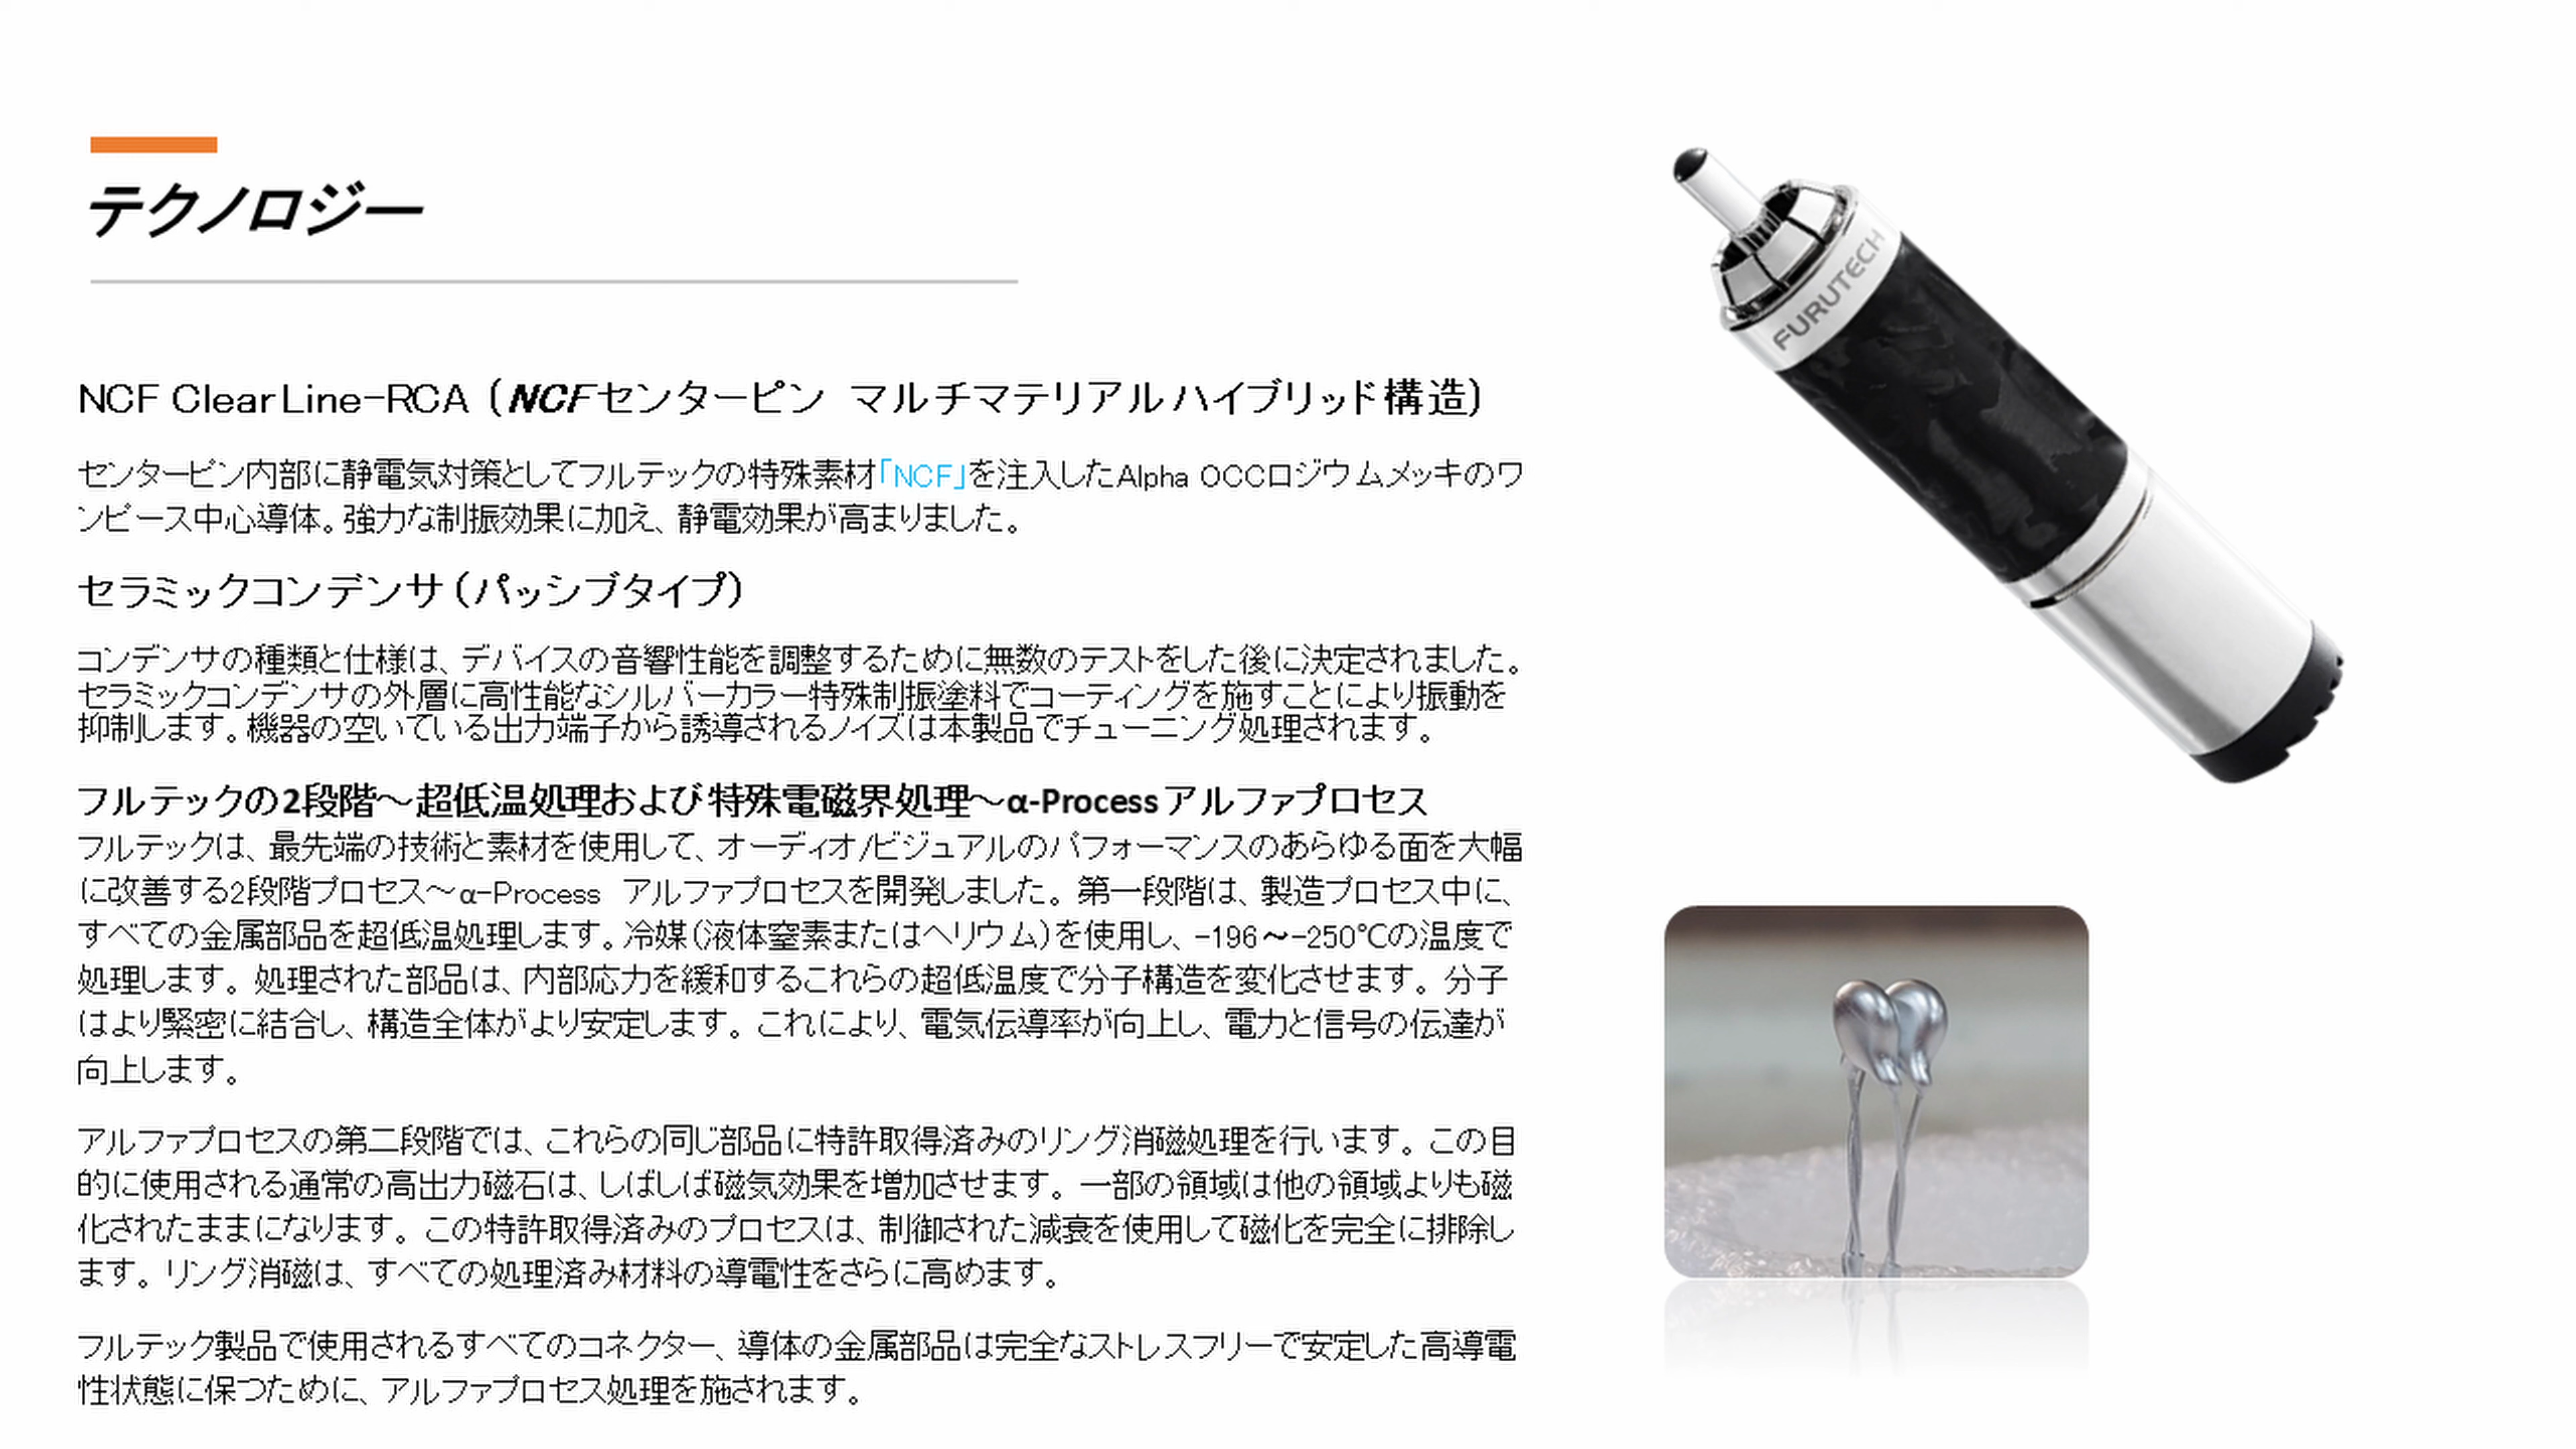 テクノロジー
NCF ClearLine-RCA（NCFセンターピン マルチマテリアルハイブリッド構造）
センターピン内部に静電気対策としてフルテックの特殊素材「NCF」を注入したAlpha OCCロジウムメッキのワ
ンピース中心導体。強力な制振効果に加え、静電効果が高まりました。
セラミックコンデンサ（パッシブタイプ）
コンデンサの種類と仕様は、デバイスの音響性能を調整するために無数のテストをした後に決定されました。
セラミックコンデンサの外層に高性能なシルバーカラー特殊制振塗料でコーティングを施すことにより振動を
抑制します。機器の空いている出力端子から誘導されるノイズは本製品でチューニング処理されます。
フルテックの2段階～超低温処理および特殊電磁界処理～α-Processアルファプロセス
フルテックは、最先端の技術と素材を使用して、オーディオ/ビジュアルのパフォーマンスのあらゆる面を大幅
に改善する2段階プロセス～α-Process アルファプロセスを開発しました。第一段階は、製造プロセス中に、
すべての金属部品を超低温処理します。冷媒（液体窒素またはヘリウム）を使用し、-196～-250℃の温度で
処理します。処理された部品は、内部応力を緩和するこれらの超低温度で分子構造を変化させます。分子
はより緊密に結合し、構造全体がより安定します。これにより、電気伝導率が向上し、電力と信号の伝達が
向上します。
アルファプロセスの第二段階では、これらの同じ部品に特許取得済みのリング消磁処理を行います。この目
的に使用される通常の高出力磁石は、しばしば磁気効果を増加させます。一部の領域は他の領域よりも磁
化されたままになります。この特許取得済みのプロセスは、制御された減衰を使用して磁化を完全に排除し
ます。リング消磁は、すべての処理済み材料の導電性をさらに高めます。
フルテック製品で使用されるすべてのコネクター、導体の金属部品は完全なストレスフリーで安定した高導電
性状態に保つために、アルファプロセス処理を施されます。
FURUTECH